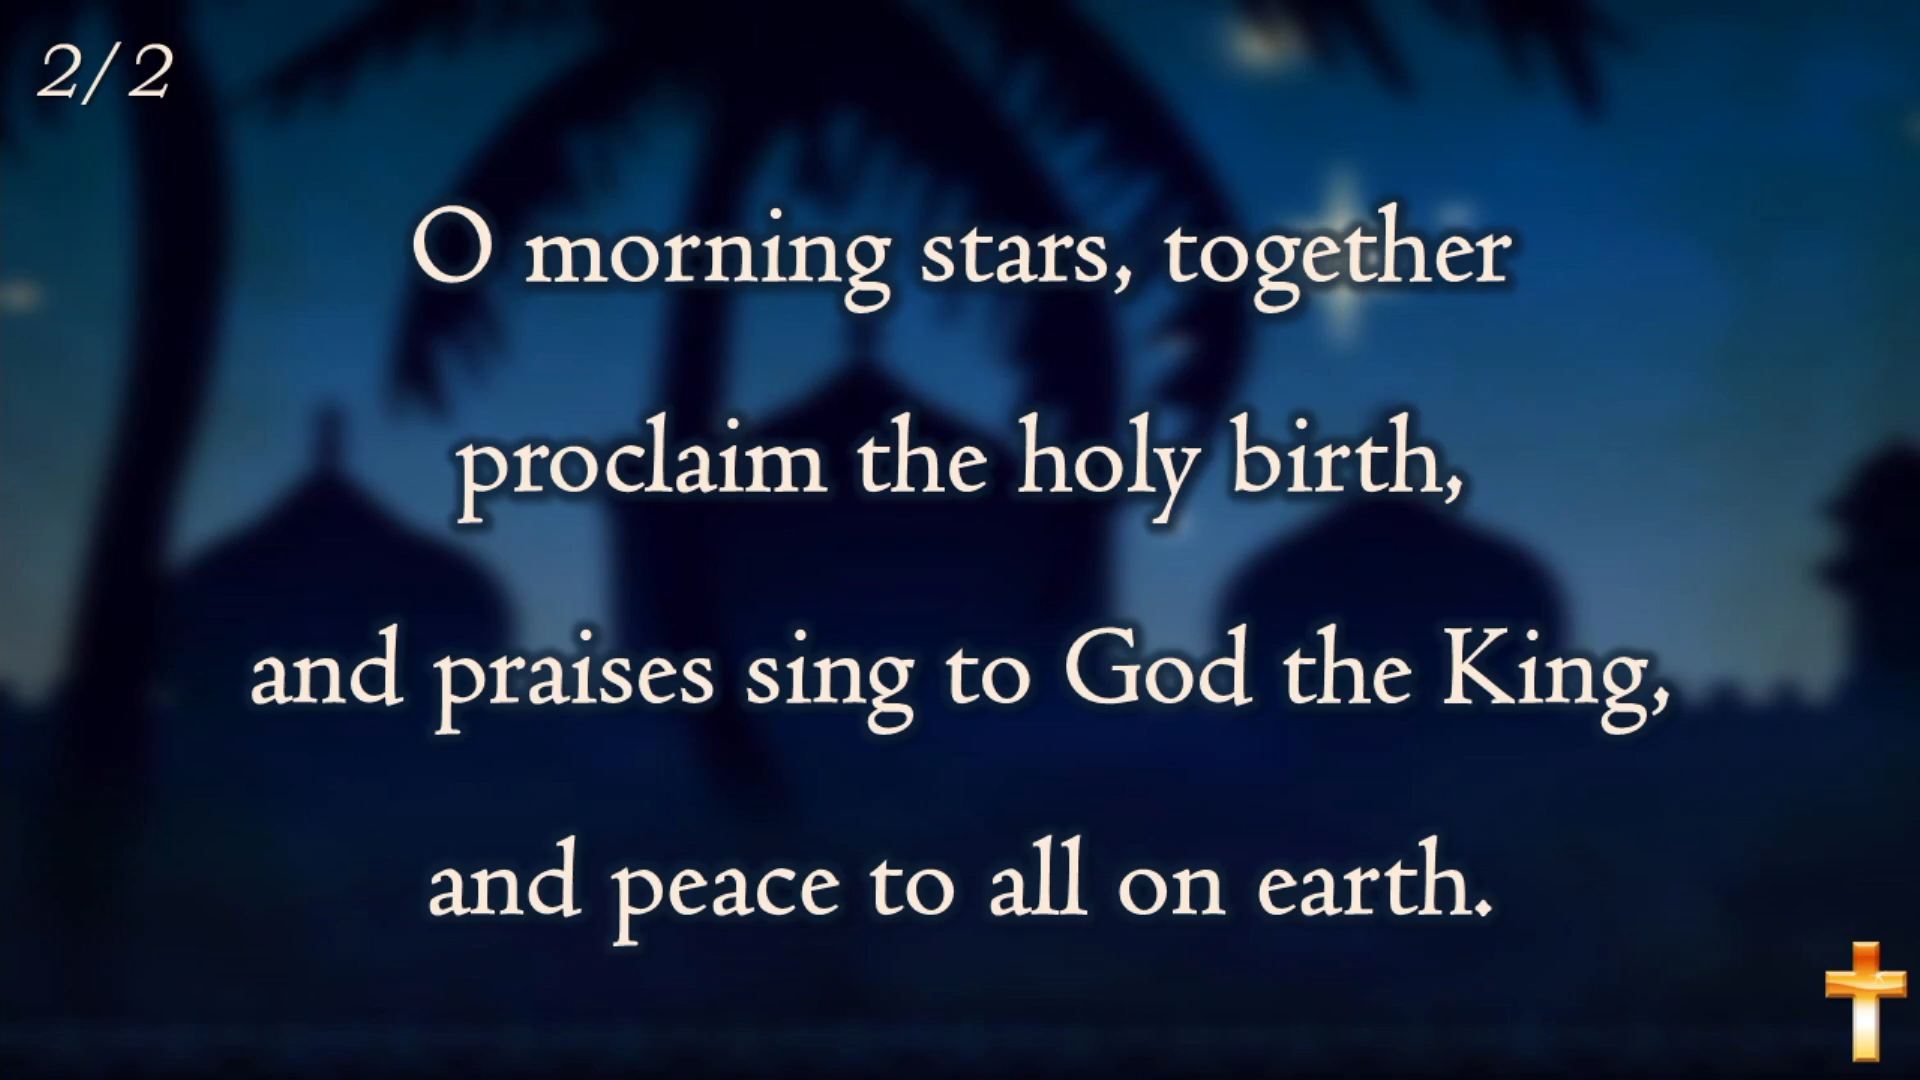 2/2
O morning stars, together
proclaim the holy birth,
and praises sing to God the King,
and peace to all on earth.